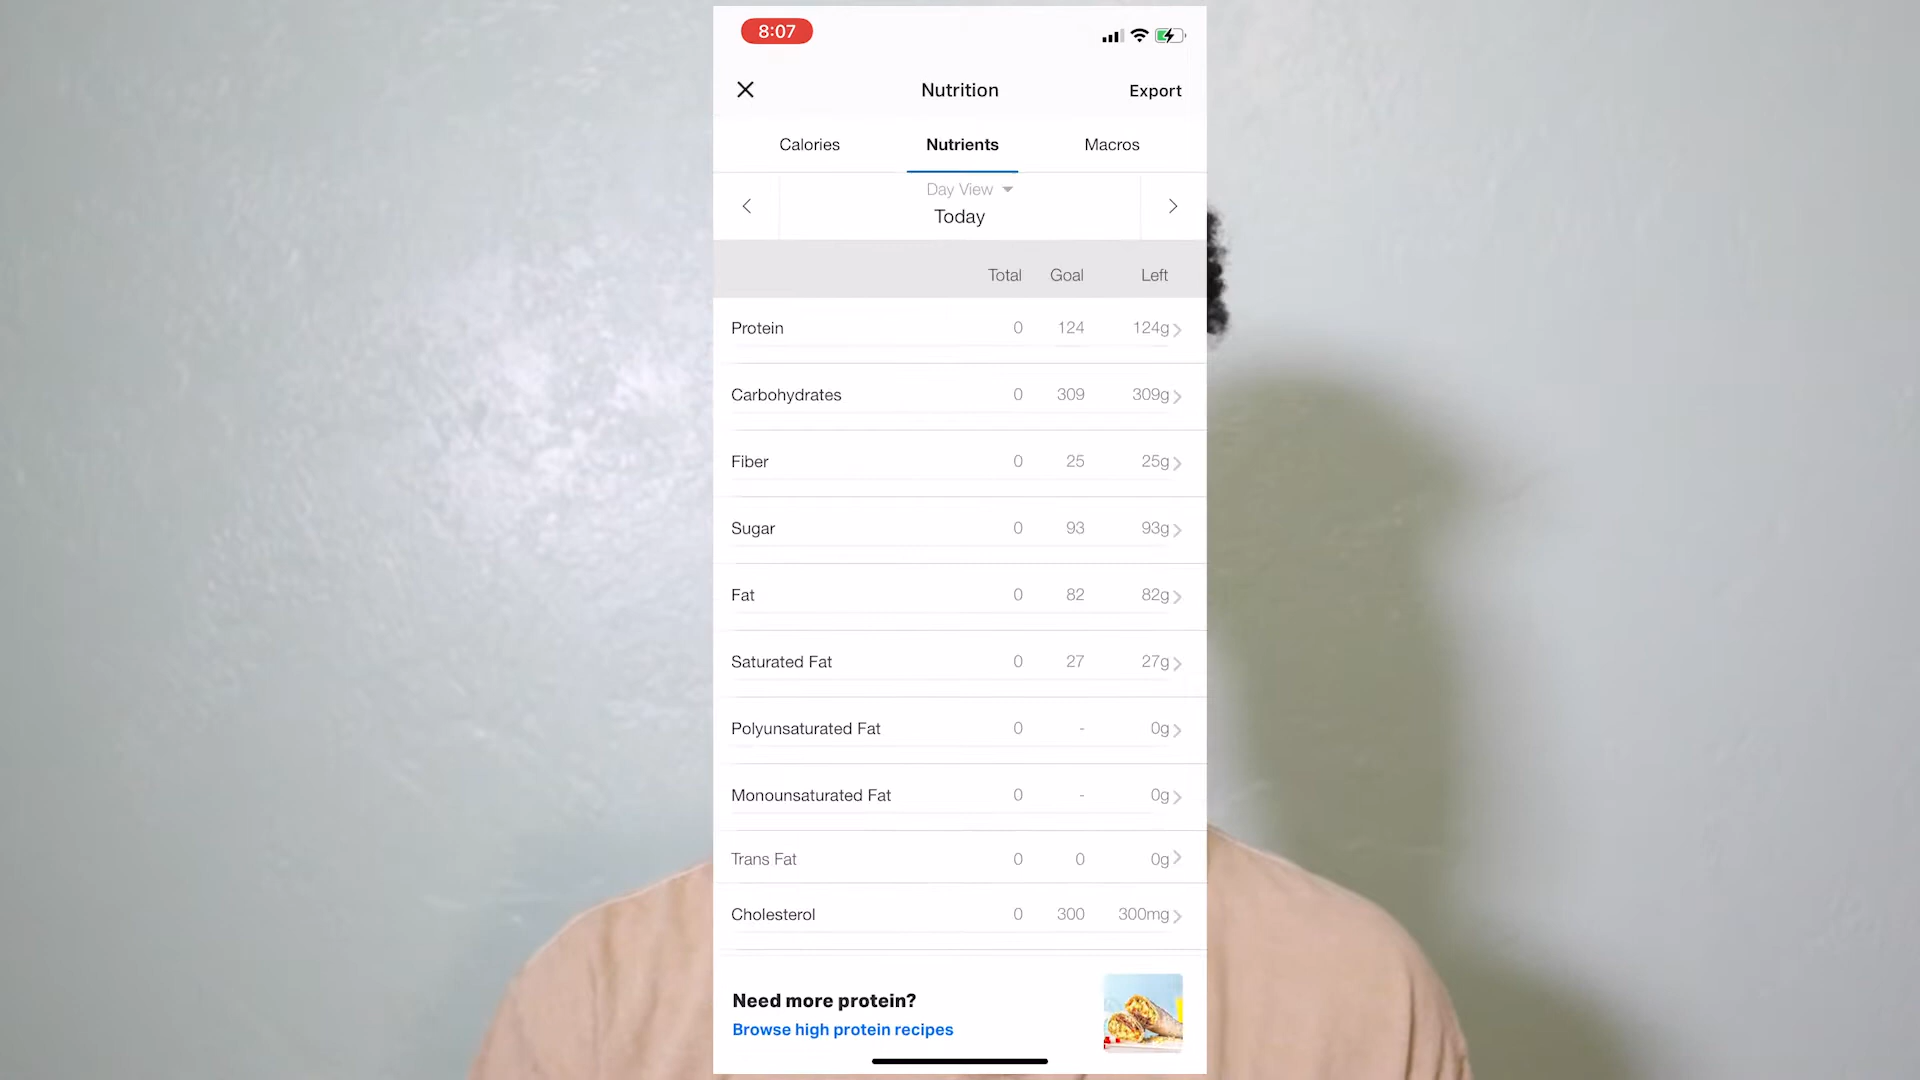 8:07
Nutrition
Export
Calories
Nutrients
Macros
Day View
Today
Total Goal Left
Protein 0 124 124g
Carbohydrates 0 309 309g
Fiber 0 25 25g
Sugar 0 93 93g
Fat 0 82 82g
Saturated Fat 0 27 27g
Polyunsaturated Fat 0 - 0g
Monounsaturated Fat 0 - 0g
Trans Fat 0 0 0g
Cholesterol 0 300 300mg
Need more protein?
Browse high protein recipes